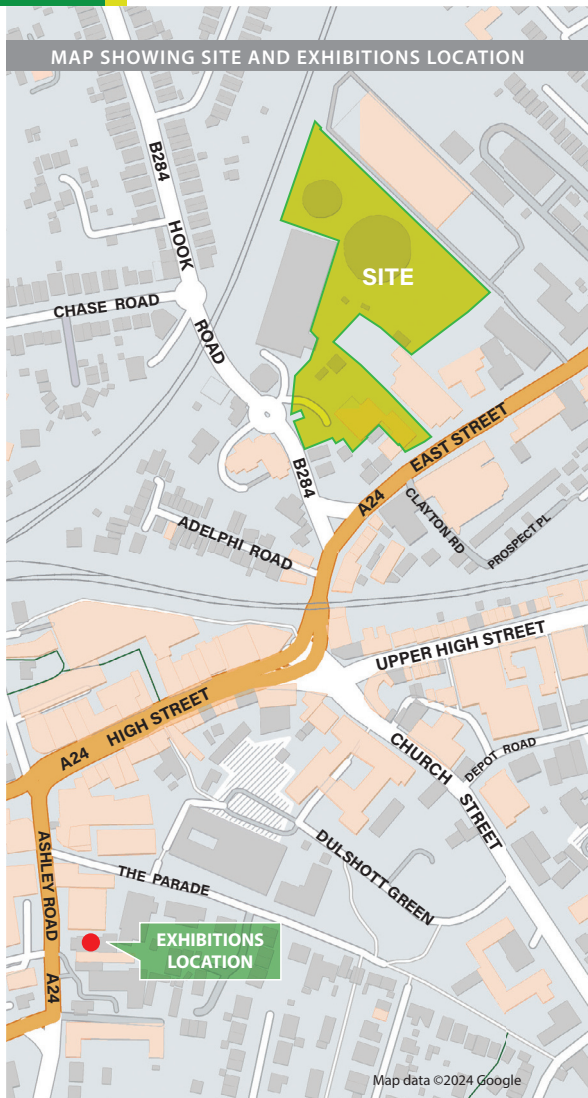 MAP SHOWING SITE AND EXHIBITIONS LOCATION
B284
HOOK
ROAD
CHASE ROAD
SITE
B284
A24
EAST STREET
CLAYTON RD
PROSPECT PL
ADELPHI ROAD
UPPER HIGH STREET
A24 HIGH STREET
CHURCH
STREET
DEPOT ROAD
DULSHOTT GREEN
THE PARADE
ASHLEY ROAD
A24
EXHIBITIONS
LOCATION
Map data ©2024 Google